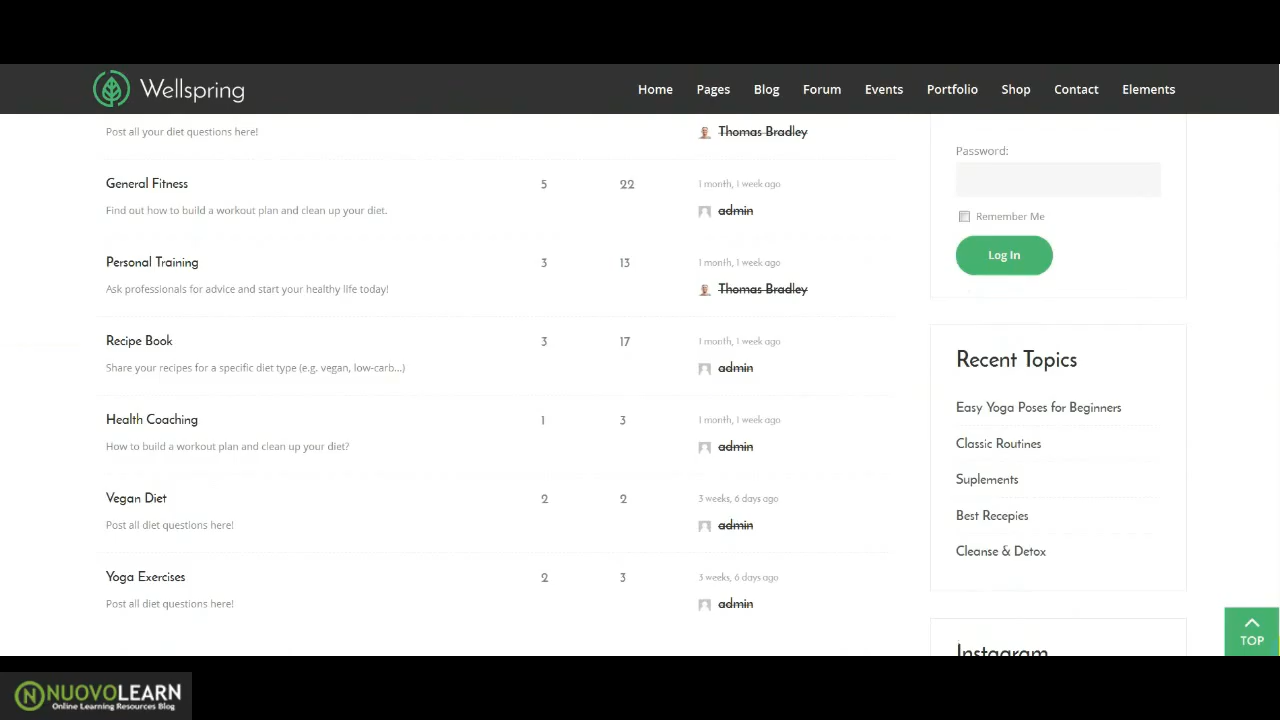 Wellspring
Home Pages Blog Forum Events Portfolio Shop Contact Elements
Post all your diet questions here!
Thomas Bradley
General Fitness 5 22 1 month, 1 week ago
Find out how to build a workout plan and clean up your diet.
admin
Personal Training 3 13 1 month, 1 week ago
Ask professionals for advice and start your healthy life today!
Thomas Bradley
Recipe Book 3 17 1 month, 1 week ago
Share your recipes for a specific diet type (e.g. vegan, low-carb...)
admin
Health Coaching 1 3 1 month, 1 week ago
How to build a workout plan and clean up your diet?
admin
Vegan Diet 2 2 3 weeks, 6 days ago
Post all diet questions here!
admin
Yoga Exercises 2 3 3 weeks, 6 days ago
Post all diet questions here!
admin
Password:
Remember Me
Log In
Recent Topics
Easy Yoga Poses for Beginners
Classic Routines
Suplements
Best Recepies
Cleanse & Detox
Instagram
TOP
NUOVOLEARN
Online Learning Resources Blog